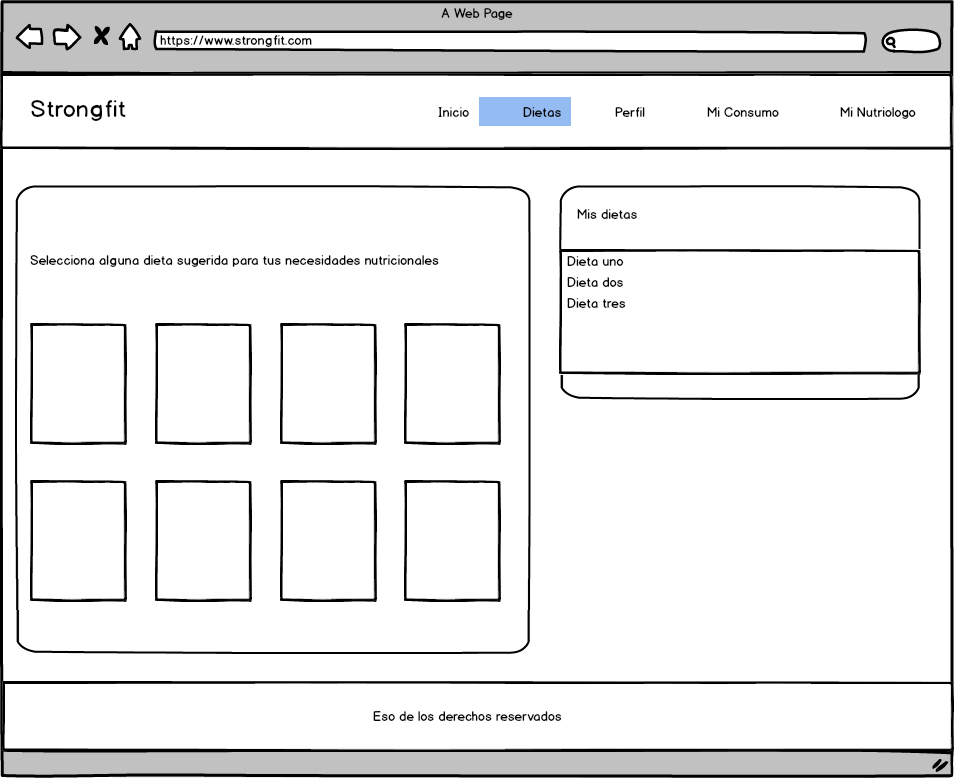 A Web Page
https://www.strongfit.com
Strongfit
Inicio
Dietas
Perfil
Mi Consumo
Mi Nutriologo
Selecciona alguna dieta sugerida para tus necesidades nutricionales
Mis dietas
Dieta uno
Dieta dos
Dieta tres
Eso de los derechos reservados